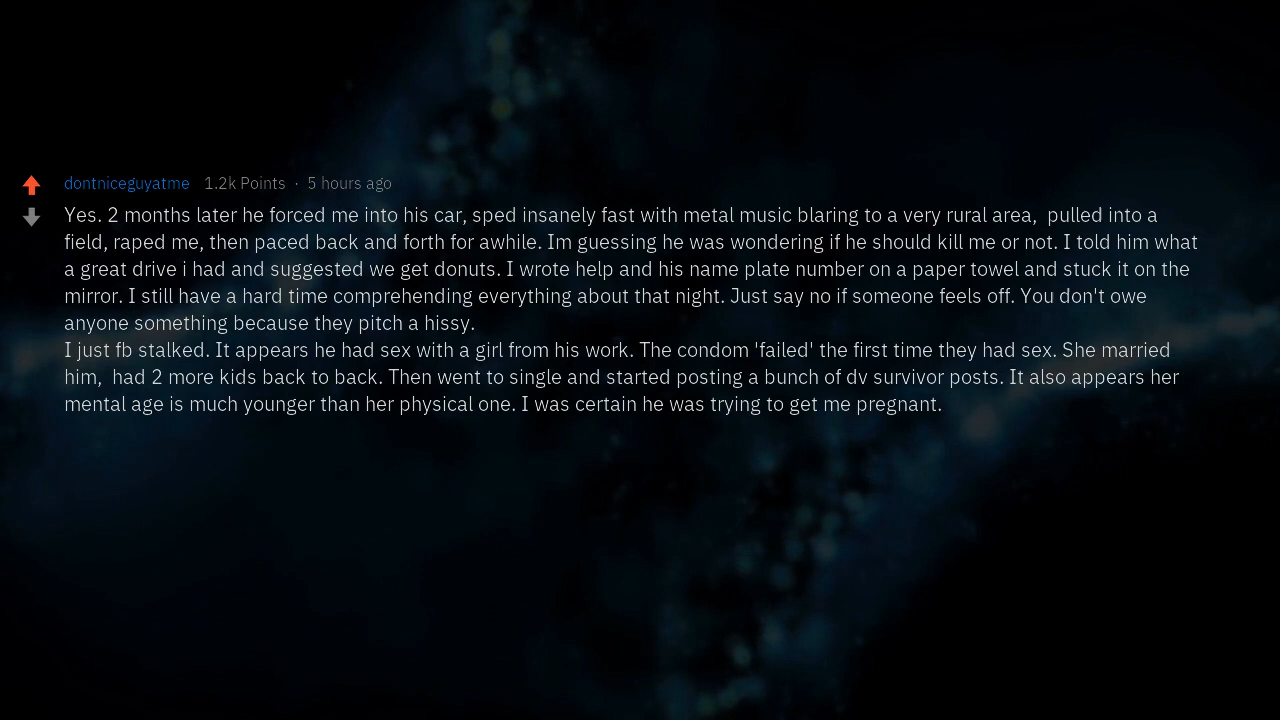 dontniceguyatme 1.2k Points · 5 hours ago
Yes. 2 months later he forced me into his car, sped insanely fast with metal music blaring to a very rural area,  pulled into a
field, raped me, then paced back and forth for awhile. Im guessing he was wondering if he should kill me or not. I told him what
a great drive i had and suggested we get donuts. I wrote help and his name plate number on a paper towel and stuck it on the
mirror. I still have a hard time comprehending everything about that night. Just say no if someone feels off. You don't owe
anyone something because they pitch a hissy.
I just fb stalked. It appears he had sex with a girl from his work. The condom 'failed' the first time they had sex. She married
him,  had 2 more kids back to back. Then went to single and started posting a bunch of dv survivor posts. It also appears her
mental age is much younger than her physical one. I was certain he was trying to get me pregnant.